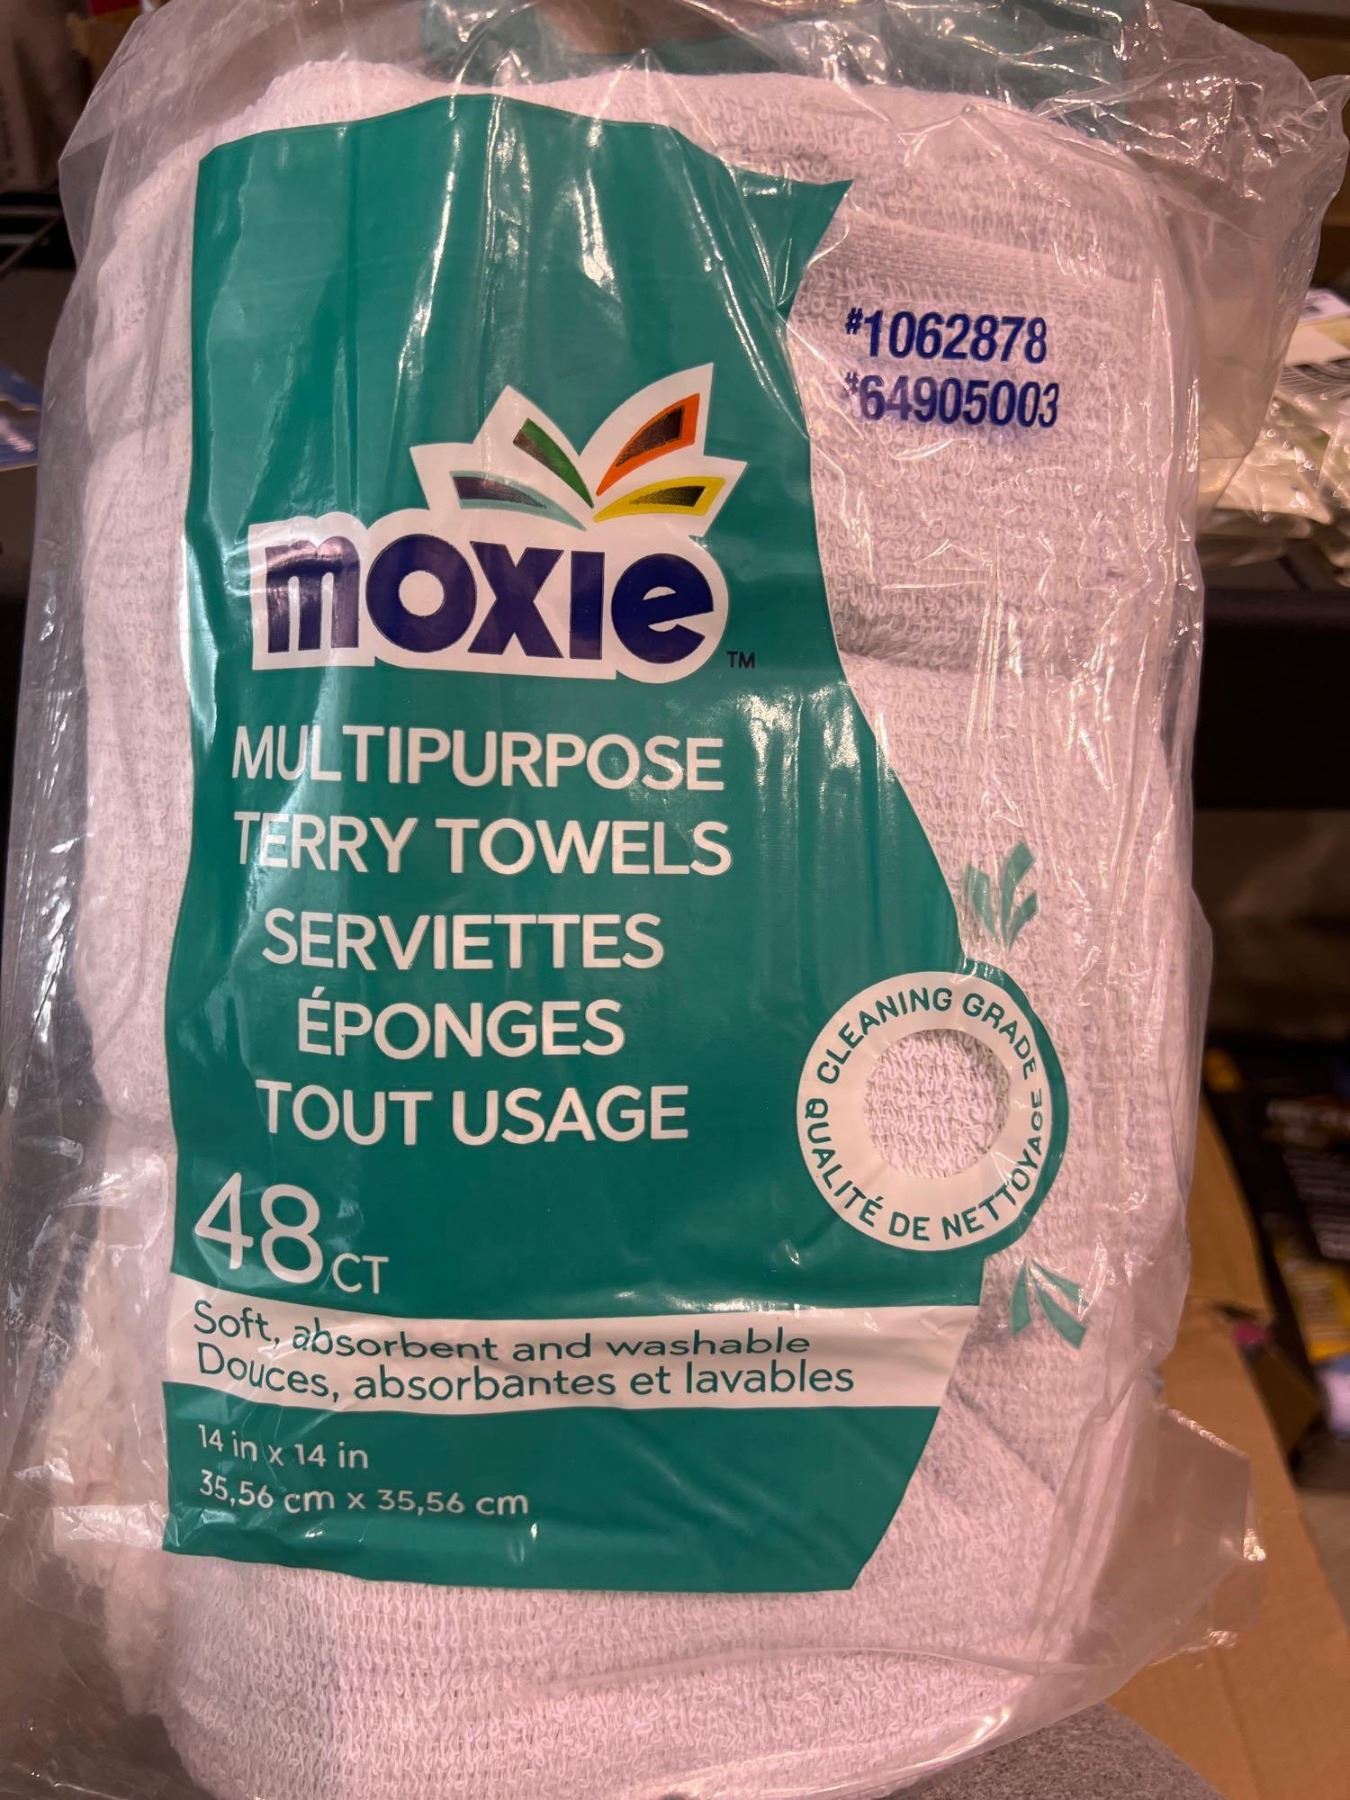 #1062878
#64905003
moxie
TM
MULTIPURPOSE
TERRY TOWELS
SERVIETTES
ÉPONGES
TOUT USAGE
CLEANING GRADE
QUALITÉ DE NETTOYAGE
48CT
Soft, absorbent and washable
Douces, absorbantes et lavables
14 in x 14 in
35,56 cm x 35,56 cm